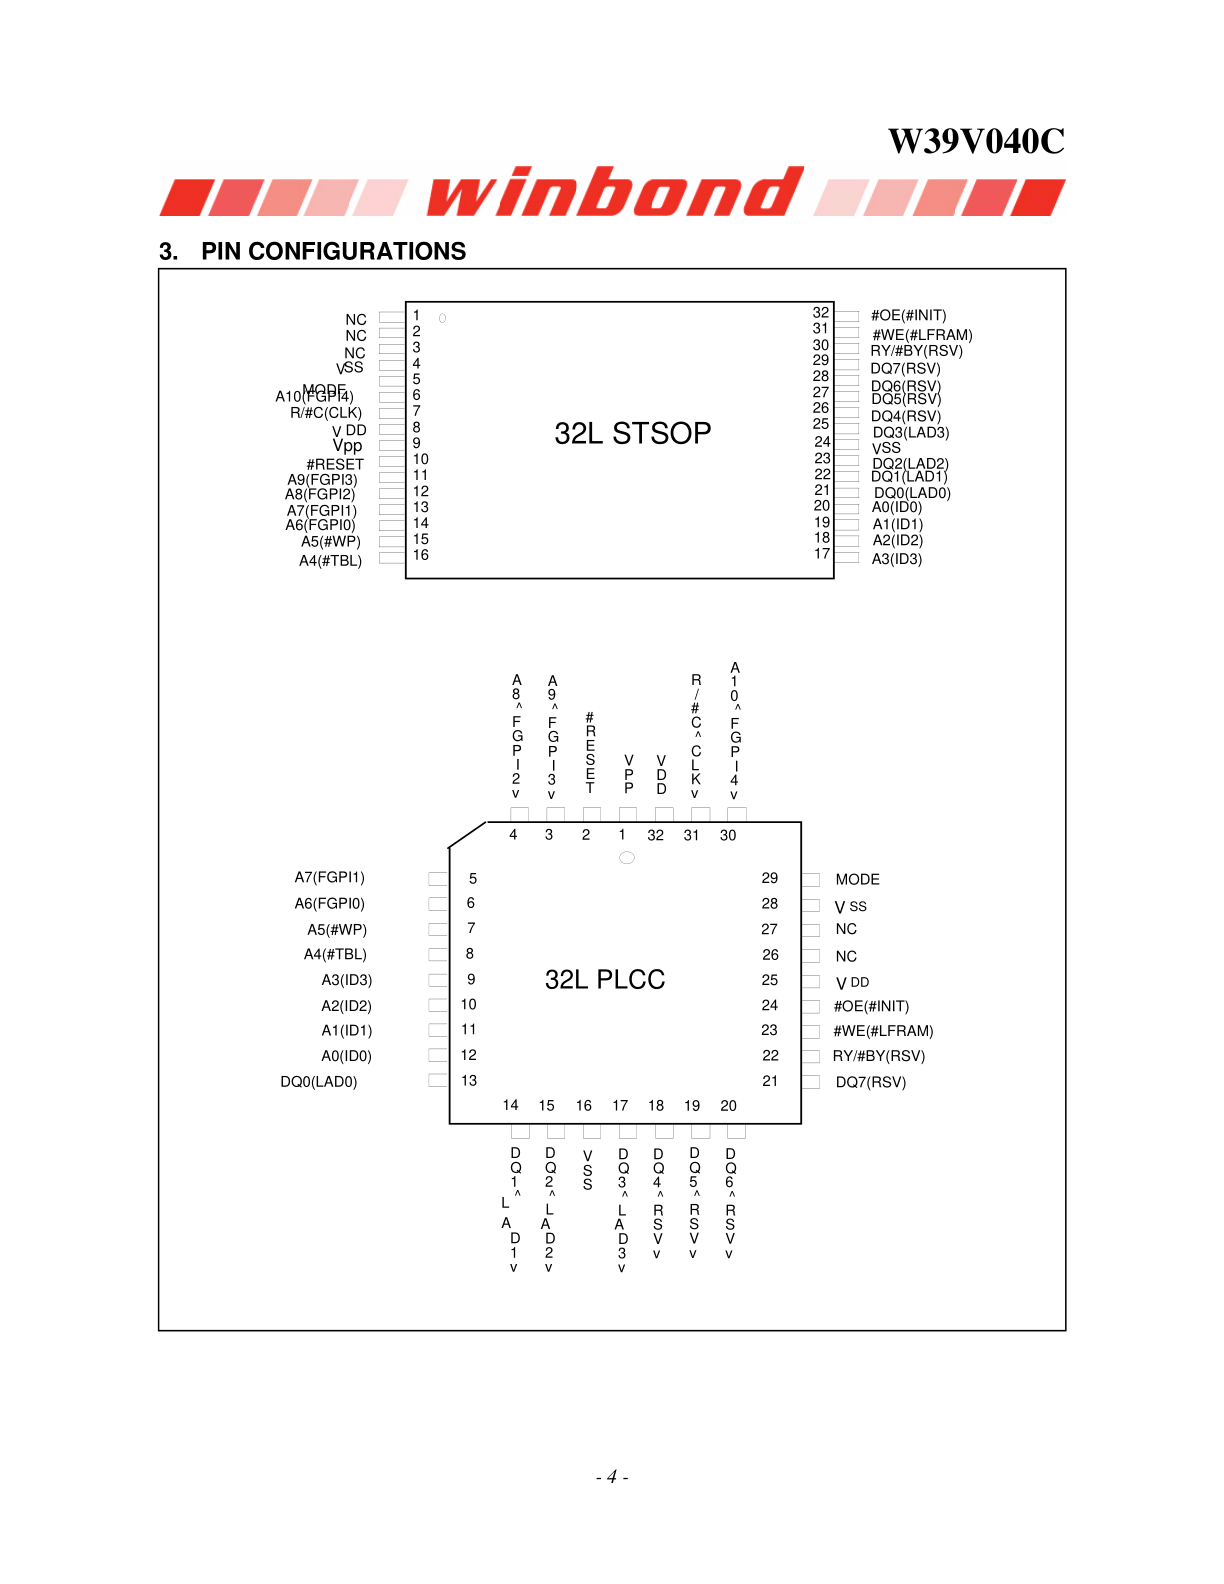 W39V040C
winbond
3. PIN CONFIGURATIONS
NC 1
NC 2
NC 3
VSS 4
MODE 5
A10(FGPI4) 6
R/#C(CLK) 7
V DD 8
Vpp 9
#RESET 10
A9(FGPI3) 11
A8(FGPI2) 12
A7(FGPI1) 13
A6(FGPI0) 14
A5(#WP) 15
A4(#TBL) 16
32L STSOP
32 #OE(#INIT)
31 #WE(#LFRAM)
30 RY/#BY(RSV)
29 DQ7(RSV)
28 DQ6(RSV)
27 DQ5(RSV)
26 DQ4(RSV)
25 DQ3(LAD3)
24 VSS
23 DQ2(LAD2)
22 DQ1(LAD1)
21 DQ0(LAD0)
20 A0(ID0)
19 A1(ID1)
18 A2(ID2)
17 A3(ID3)
A8^FGPI2v
A9^FGPI3v
#RESET
VPP
VDD
R/#C^CLKv
A10^FGPI4v
4 3 2 1 32 31 30
A7(FGPI1) 5
A6(FGPI0) 6
A5(#WP) 7
A4(#TBL) 8
A3(ID3) 9
A2(ID2) 10
A1(ID1) 11
A0(ID0) 12
DQ0(LAD0) 13
32L PLCC
29 MODE
28 V SS
27 NC
26 NC
25 V DD
24 #OE(#INIT)
23 #WE(#LFRAM)
22 RY/#BY(RSV)
21 DQ7(RSV)
14 15 16 17 18 19 20
DQ1^LAD1v
DQ2^LAD2v
VSS
DQ3^LAD3v
DQ4^RSVv
DQ5^RSVv
DQ6^RSVv
- 4 -